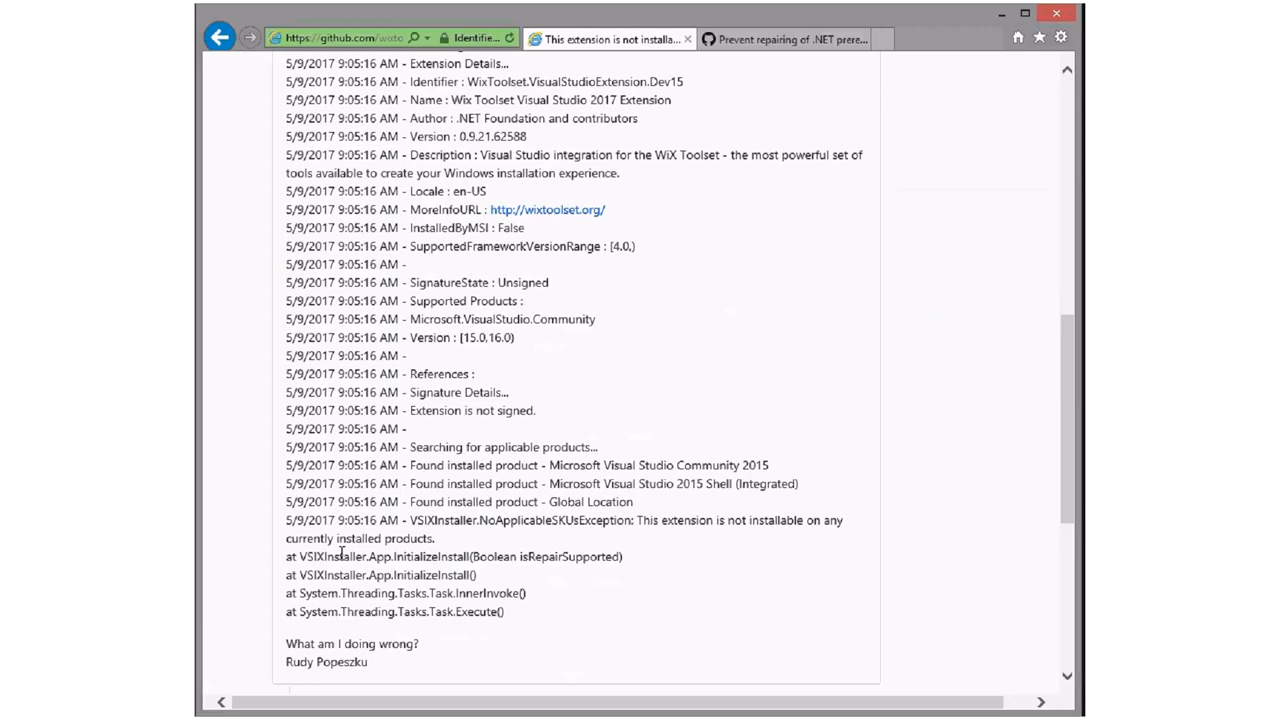 https://github.com/wixto
Identifie...
This extension is not installa...
Prevent repairing of .NET prere...
5/9/2017 9:05:16 AM - Extension Details...
5/9/2017 9:05:16 AM - Identifier : WixToolset.VisualStudioExtension.Dev15
5/9/2017 9:05:16 AM - Name : Wix Toolset Visual Studio 2017 Extension
5/9/2017 9:05:16 AM - Author : .NET Foundation and contributors
5/9/2017 9:05:16 AM - Version : 0.9.21.62588
5/9/2017 9:05:16 AM - Description : Visual Studio integration for the WiX Toolset - the most powerful set of
tools available to create your Windows installation experience.
5/9/2017 9:05:16 AM - Locale : en-US
5/9/2017 9:05:16 AM - MoreInfoURL : http://wixtoolset.org/
5/9/2017 9:05:16 AM - InstalledByMSI : False
5/9/2017 9:05:16 AM - SupportedFrameworkVersionRange : [4.0,)
5/9/2017 9:05:16 AM -
5/9/2017 9:05:16 AM - SignatureState : Unsigned
5/9/2017 9:05:16 AM - Supported Products :
5/9/2017 9:05:16 AM - Microsoft.VisualStudio.Community
5/9/2017 9:05:16 AM - Version : [15.0,16.0)
5/9/2017 9:05:16 AM -
5/9/2017 9:05:16 AM - References :
5/9/2017 9:05:16 AM - Signature Details...
5/9/2017 9:05:16 AM - Extension is not signed.
5/9/2017 9:05:16 AM -
5/9/2017 9:05:16 AM - Searching for applicable products...
5/9/2017 9:05:16 AM - Found installed product - Microsoft Visual Studio Community 2015
5/9/2017 9:05:16 AM - Found installed product - Microsoft Visual Studio 2015 Shell (Integrated)
5/9/2017 9:05:16 AM - Found installed product - Global Location
5/9/2017 9:05:16 AM - VSIXInstaller.NoApplicableSKUsException: This extension is not installable on any
currently installed products.
at VSIXInstaller.App.InitializeInstall(Boolean isRepairSupported)
at VSIXInstaller.App.InitializeInstall()
at System.Threading.Tasks.Task.InnerInvoke()
at System.Threading.Tasks.Task.Execute()
What am I doing wrong?
Rudy Popeszku